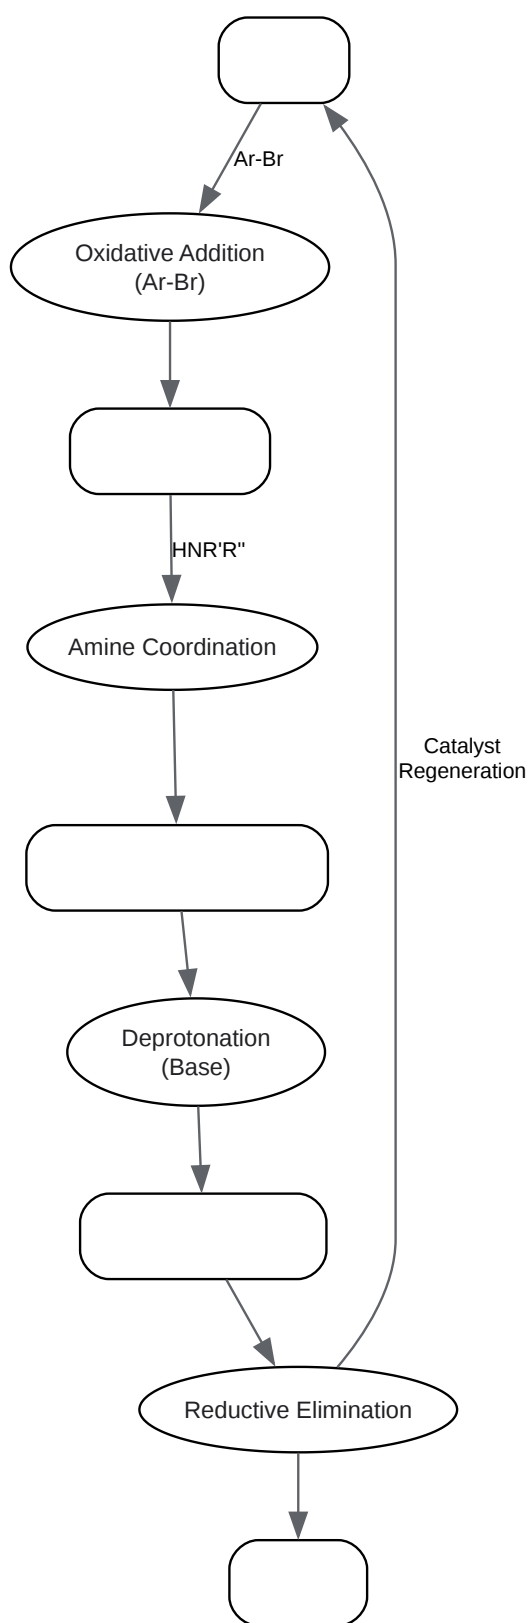 Ar-Br
Oxidative Addition
(Ar-Br)
HNR'R"
Amine Coordination
Catalyst
Regeneration
Deprotonation
(Base)
Reductive Elimination